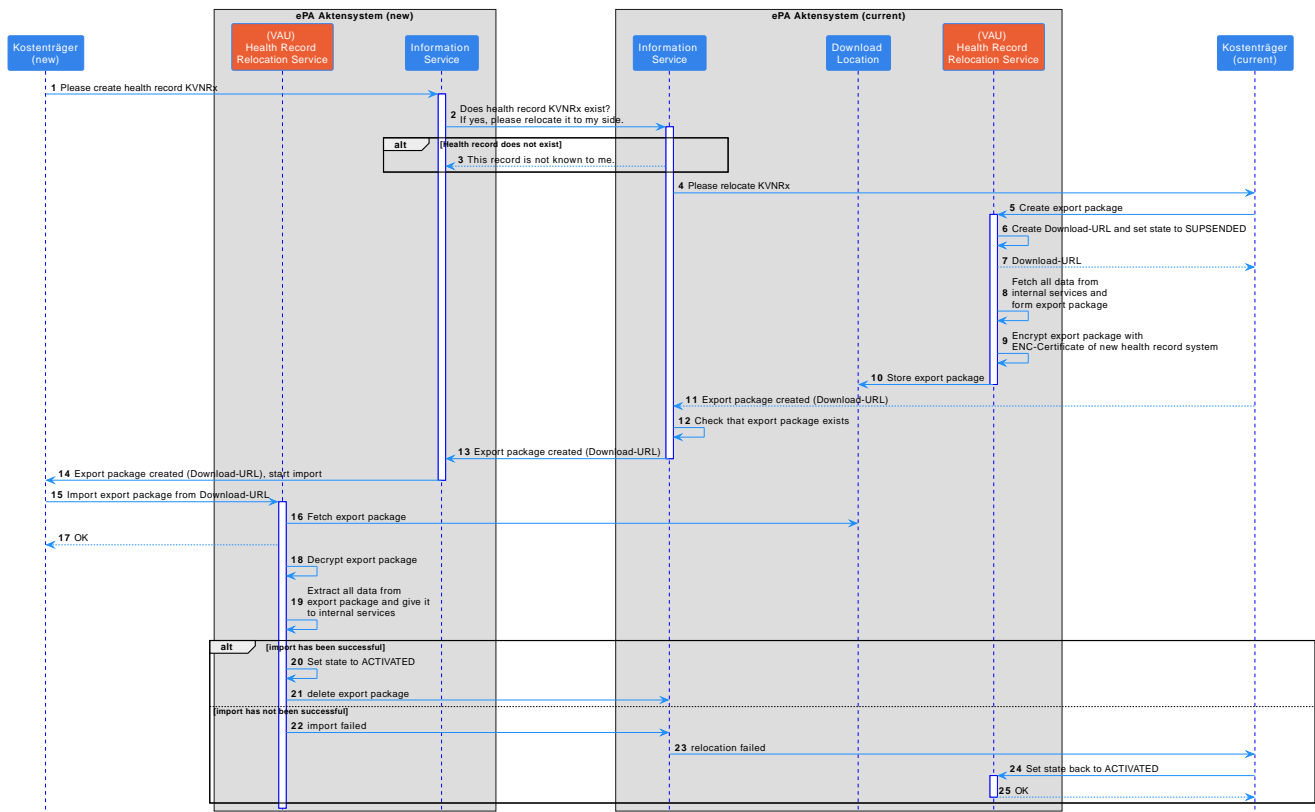 ePA Aktensystem (new)
ePA Aktensystem (current)
Kostenträger
(new)
(VAU)
Health Record
Relocation Service
Information
Service
Information
Service
Download
Location
(VAU)
Health Record
Relocation Service
Kostenträger
(current)
1 Please create health record KVNRx
2 Does health record KVNRx exist?
If yes, please relocate it to my side.
alt [Health record does not exist]
3 This record is not known to me.
4 Please relocate KVNRx
5 Create export package
6 Create Download-URL and set state to SUPSENDED
7 Download-URL
Fetch all data from
8 internal services and
form export package
9 Encrypt export package with
ENC-Certificate of new health record system
10 Store export package
11 Export package created (Download-URL)
12 Check that export package exists
13 Export package created (Download-URL)
14 Export package created (Download-URL), start import
15 Import export package from Download-URL
16 Fetch export package
17 OK
18 Decrypt export package
Extract all data from
19 export package and give it
to internal services
alt [import has been successful]
20 Set state to ACTIVATED
21 delete export package
[import has not been successful]
22 import failed
23 relocation failed
24 Set state back to ACTIVATED
25 OK